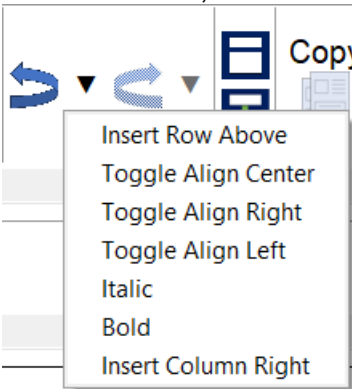 Copy
Insert Row Above
Toggle Align Center
Toggle Align Right
Toggle Align Left
Italic
Bold
Insert Column Right